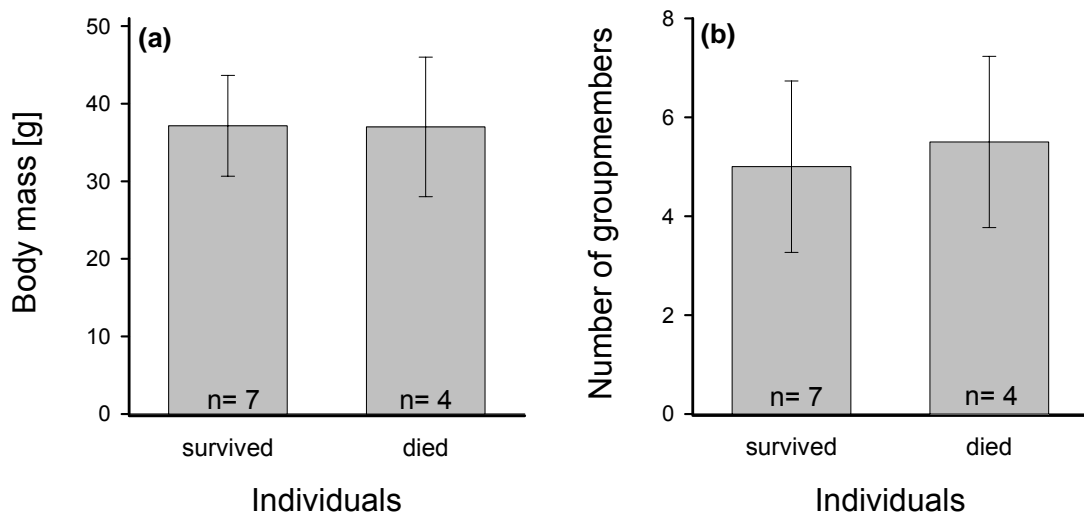 (a)
Body mass [g]
50
40
30
20
10
0
n= 7
n= 4
survived
died
Individuals
(b)
Number of groupmembers
8
6
4
2
0
n= 7
n= 4
survived
died
Individuals